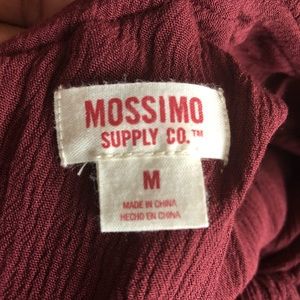 MOSSIMO
SUPPLY CO.™
M
MADE IN CHINA
HECHO EN CHINA